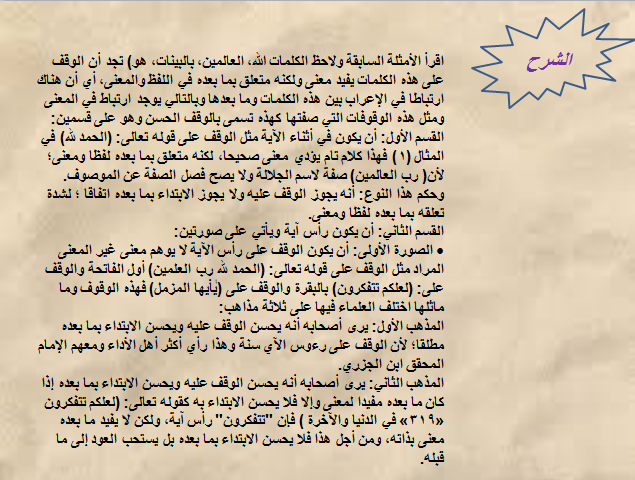 الشرح
اقرأ الأمثلة السابقة ولاحظ الكلمات الله، العالمين، بالبينات، هو) تجد أن الوقف
على هذه الكلمات يفيد معنى ولكنه متعلق بما بعده في اللفظ والمعنى، أي أن هناك
ارتباطا في الإعراب بين هذه الكلمات وما بعدها وبالتالي يوجد ارتباط في المعنى
ومثل هذه الوقوفات التي صفتها كهذه تسمى بالوقف الحسن وهو على قسمين:
القسم الأول: أن يكون في أثناء الآية مثل الوقف على قوله تعالى: (الحمد لله) في
المثال (١) فهذا كلام تام يؤدي معنى صحيحا، لكنه متعلق بما بعده لفظا ومعنى؛
لأن( رب العالمين) صفة لاسم الجلالة ولا يصح فصل الصفة عن الموصوف.
وحكم هذا النوع: أنه يجوز الوقف عليه ولا يجوز الابتداء بما بعده اتفاقا ؛ لشدة
تعلقه بما بعده لفظا ومعنى.
القسم الثاني: أن يكون رأس آية ويأتي على صورتين:
• الصورة الأولى: أن يكون الوقف على رأس الآية لا يوهم معنى غير المعنى
المراد مثل الوقف على قوله تعالى: (الحمد لله رب العلمين) أول الفاتحة والوقف
على: (لعلكم تتفكرون) بالبقرة والوقف على (يأيها المزمل) فهذه الوقوف وما
ماثلها اختلف العلماء فيها على ثلاثة مذاهب:
المذهب الأول: يرى أصحابه أنه يحسن الوقف عليه ويحسن الابتداء بما بعده
مطلقا؛ لأن الوقف على رءوس الآي سنة وهذا رأي أكثر أهل الأداء ومعهم الإمام
المحقق ابن الجزري.
المذهب الثاني: يرى أصحابه أنه يحسن الوقف عليه ويحسن الابتداء بما بعده إذا
كان ما بعده مفيدا لمعنى وإلا فلا يحسن الابتداء به كقوله تعالى: (لعلكم تتفكرون
«٣١٩» في الدنيا والآخرة ) فإن "تتفكرون" رأس آية، ولكن لا يفيد ما بعده
معنى بذاته، ومن أجل هذا فلا يحسن الابتداء بما بعده بل يستحب العود إلى ما
قبله.